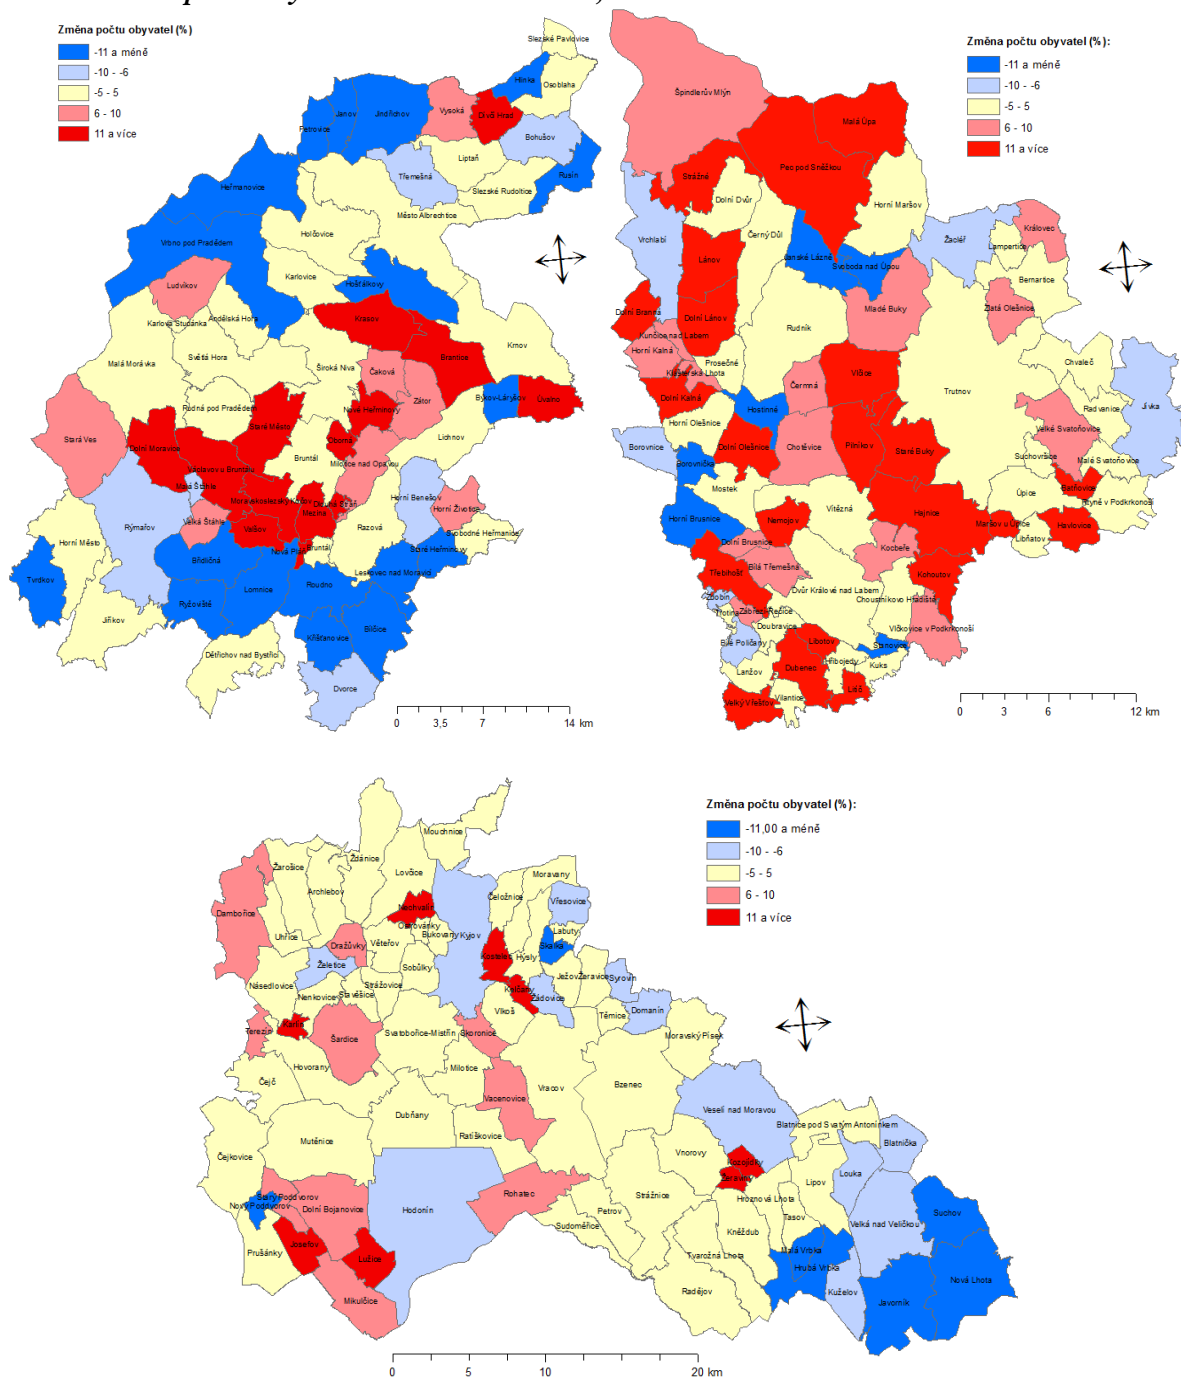 Změna počtu obyvatel (%)
-11 a méně
-10 - -6
-5 - 5
6 - 10
11 a více
Slezské Pavlovice
Hlinka
Osoblaha
Petrovice
Janov
Jindřichov
Vysoká
Dívčí Hrad
Bohušov
Rusín
Liptaň
Třemešná
Slezské Rudoltice
Heřmanovice
Město Albrechtice
Holčovice
Vrbno pod Pradědem
Karlovice
Hošťálkovy
Ludvíkov
Andělská Hora
Karlova Studánka
Krasov
Brantice
Krnov
Světlá Hora
Malá Morávka
Široká Niva
Čaková
Zátor
Býkov-Láryšov
Úvalno
Rudná pod Pradědem
Nové Heřminovy
Staré Město
Stará Ves
Dolní Moravice
Oborná
Lichnov
Bruntál
Milotice nad Opavou
Václavov u Bruntálu
Malá Štáhle
Moravskoslezský Kočov
Dlouhá Stráň
Mezina
Horní Benešov
Horní Životice
Rýmařov
Velká Štáhle
Valšov
Razová
Svobodné Heřmanice
Horní Město
Nová Pláň
Bruntál
Staré Heřminovy
Břidličná
Leskovec nad Moravicí
Tvrdkov
Lomnice
Roudno
Ryžoviště
Jiříkov
Křišťanovice
Bílčice
Dětřichov nad Bystřicí
Dvorce
0 3,5 7 14 km
Změna počtu obyvatel (%):
-11 a méně
-10 - -6
-5 - 5
6 - 10
11 a více
Špindlerův Mlýn
Malá Úpa
Pec pod Sněžkou
Strážné
Dolní Dvůr
Horní Maršov
Vrchlabí
Černý Důl
Žacléř
Královec
Lampertice
Lánov
Janské Lázně
Svoboda nad Úpou
Bernartice
Dolní Branná
Dolní Lánov
Mladé Buky
Zlatá Olešnice
Rudník
Kunčice nad Labem
Horní Kalná
Prosečné
Klášterská Lhota
Chvaleč
Vlčice
Čermná
Trutnov
Dolní Kalná
Hostinné
Radvanice
Jívka
Horní Olešnice
Velké Svatoňovice
Borovnice
Dolní Olešnice
Chotěvice
Pilníkov
Staré Buky
Suchovršice
Malé Svatoňovice
Borovnička
Mostek
Batňovice
Úpice
Rtyně v Podkrkonoší
Vítězná
Hajnice
Horní Brusnice
Nemojov
Maršov u Úpice
Havlovice
Libňatov
Dolní Brusnice
Kocbeře
Třebihošť
Bílá Třemešná
Kohoutov
Dvůr Králové nad Labem
Zdobín
Choustníkovo Hradiště
Trotina
Zábřezí-Řečice
Doubravice
Vlčkovice v Podkrkonoší
Bílé Poličany
Libotov
Stanovice
Hřibojedy
Kuks
Lanžov
Dubenec
Litíč
Velký Vřešťov
Vilantice
0 3 6 12 km
Změna počtu obyvatel (%):
-11,00 a méně
-10 - -6
-5 - 5
6 - 10
11 a více
Mouchnice
Ždánice
Žarošice
Lovčice
Moravany
Archlebov
Čeložnice
Vřesovice
Nechvalín
Dambořice
Ostrovánky
Bukovany
Kyjov
Labuty
Uhřice
Dražůvky
Věteřov
Skalka
Kostelec
Hýsly
Želetice
Sobůlky
Ježov
Žeravice
Syrovín
Násedlovice
Strážovice
Kelčany
Žádovice
Nenkovice
Stavěšice
Vlkoš
Domanín
Těmice
Terezín
Karlín
Šardice
Svatobořice-Mistřín
Skoronice
Moravský Písek
Hovorany
Milotice
Čejč
Vracov
Bzenec
Vacenovice
Veselí nad Moravou
Dubňany
Blatnice pod Svatým Antonínkem
Mutěnice
Ratíškovice
Blatnička
Čejkovice
Vnorovy
Kozojídky
Louka
Žeraviny
Lipov
Starý Poddvorov
Rohatec
Strážnice
Hroznová Lhota
Nový Poddvorov
Dolní Bojanovice
Hodonín
Petrov
Tasov
Suchov
Sudoměřice
Kněždub
Velká nad Veličkou
Josefov
Prušánky
Lužice
Malá Vrbka
Tvarožná Lhota
Hrubá Vrbka
Nová Lhota
Radějov
Kuželov
Mikulčice
Javorník
0 5 10 20 km